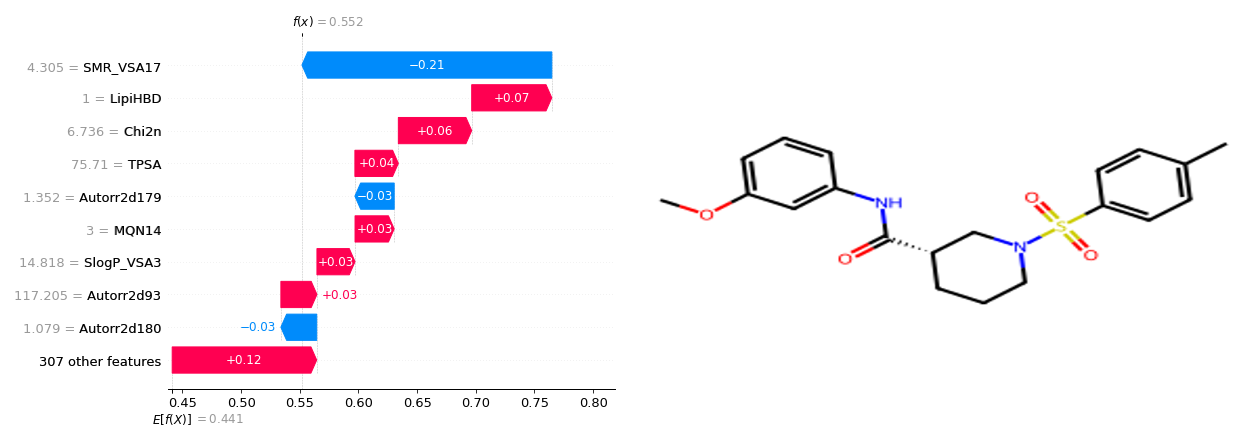 f(x) = 0.552
4.305 = SMR_VSA17
−0.21
1 = LipiHBD
+0.07
6.736 = Chi2n
+0.06
75.71 = TPSA
+0.04
1.352 = Autorr2d179
−0.03
3 = MQN14
+0.03
14.818 = SlogP_VSA3
+0.03
117.205 = Autorr2d93
+0.03
1.079 = Autorr2d180
−0.03
307 other features
+0.12
0.45 0.50 0.55 0.60 0.65 0.70 0.75 0.80
E[f(X)] = 0.441
O
NH
O
N
S
O
O